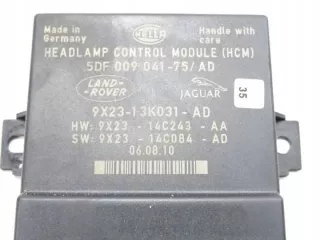 Made in Germany
HELLA
Handle with care
HEADLAMP CONTROL MODULE (HCM)
5DF 009 041-75/AD
LAND-
ROVER
JAGUAR
35
9X23-13K031-AD
HW: 9X23 - 14C243 - AA
SW: 9X23 - 14C084 - AD
06.08.10